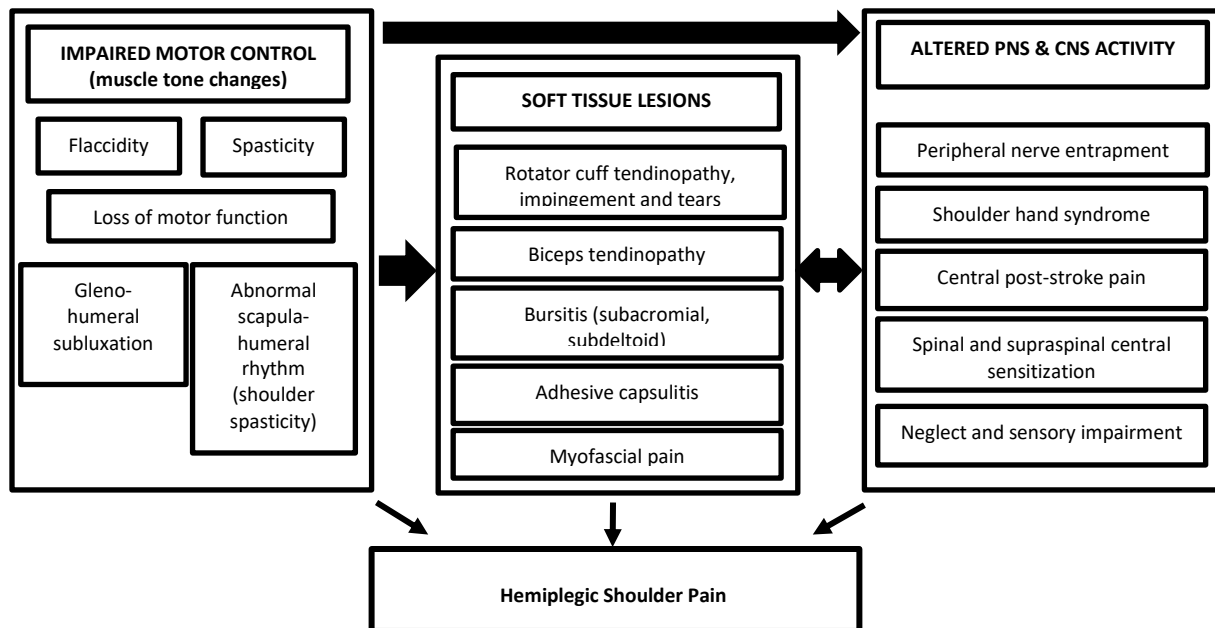 IMPAIRED MOTOR CONTROL
(muscle tone changes)
Flaccidity
Spasticity
Loss of motor function
Gleno-
humeral
subluxation
Abnormal
scapula-
humeral
rhythm
(shoulder
spasticity)
SOFT TISSUE LESIONS
Rotator cuff tendinopathy,
impingement and tears
Biceps tendinopathy
Bursitis (subacromial,
subdeltoid)
Adhesive capsulitis
Myofascial pain
ALTERED PNS & CNS ACTIVITY
Peripheral nerve entrapment
Shoulder hand syndrome
Central post-stroke pain
Spinal and supraspinal central
sensitization
Neglect and sensory impairment
Hemiplegic Shoulder Pain